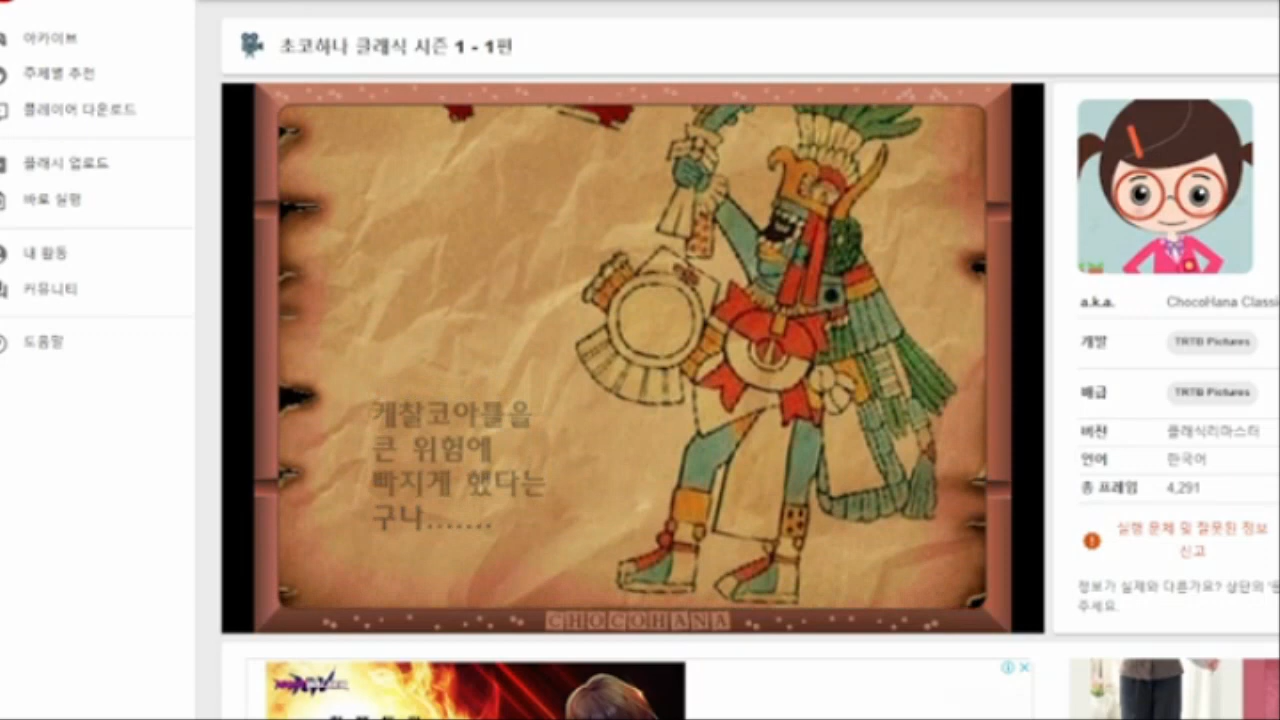 아카이브
주제별 추천
플레이어 다운로드
플래시 업로드
바로 실행
내 활동
커뮤니티
도움말
초코하나 클래식 시즌 1 - 1편
케찰코아틀을
큰 위험에
빠지게 했다는
구나.......
CHOCOHANA
a.k.a. ChocoHana Classi
개발 TRTB Pictures
배급 TRTB Pictures
버전 클래식리마스터
언어 한국어
총 프레임 4,291
실행 문제 및 잘못된 정보
신고
정보가 실제와 다른가요? 상단의
주세요.